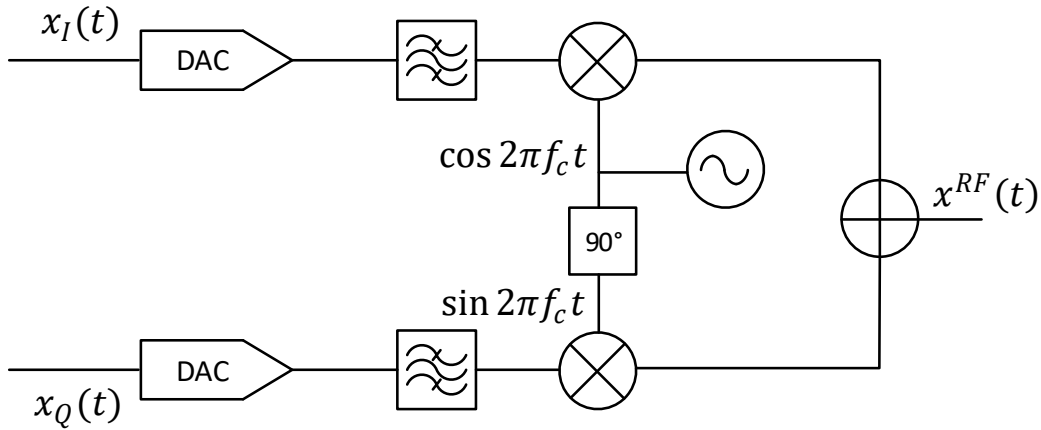 x_I(t)
DAC
cos 2πf_c t
x^{RF}(t)
90°
sin 2πf_c t
DAC
x_Q(t)